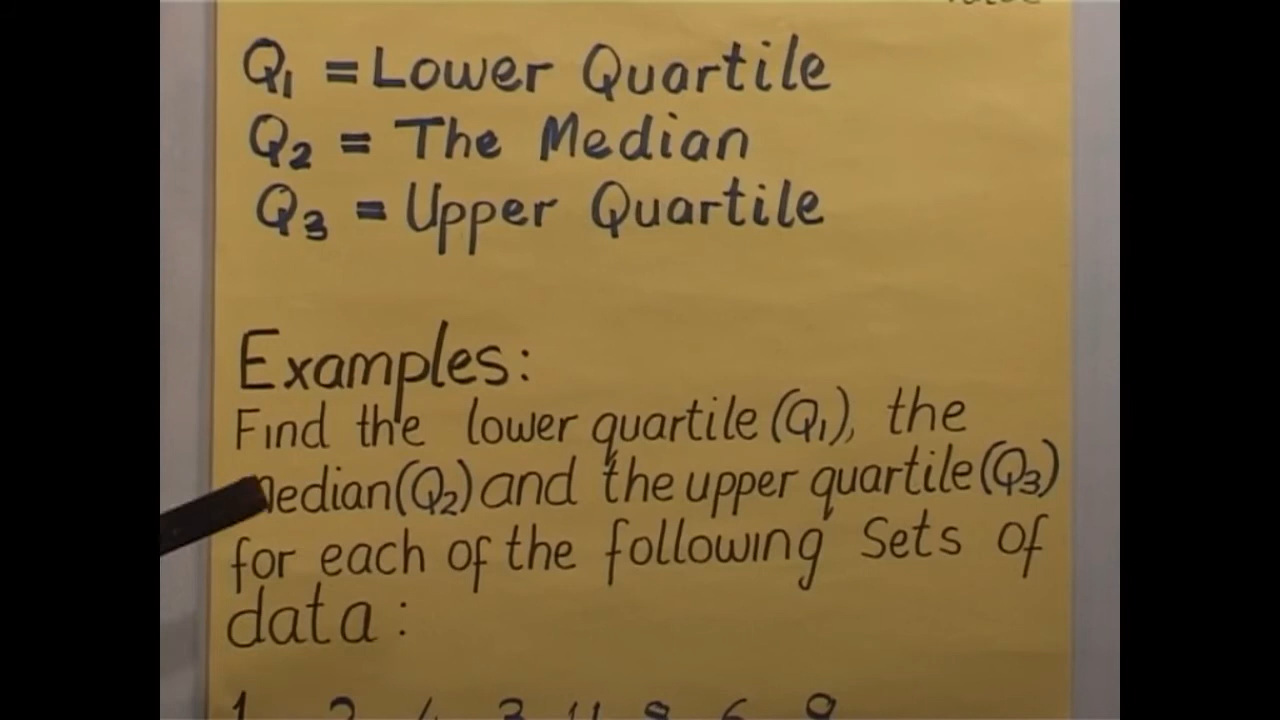 Q1 = Lower Quartile
Q2 = The Median
Q3 = Upper Quartile
Examples:
Find the lower quartile (Q1), the
Median (Q2) and the upper quartile (Q3)
for each of the following Sets of
data: